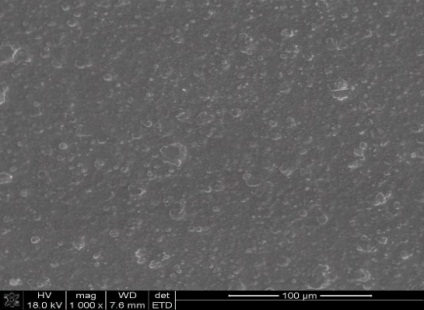 HV mag WD det
18.0 kV 1 000 x 7.6 mm ETD
100 µm